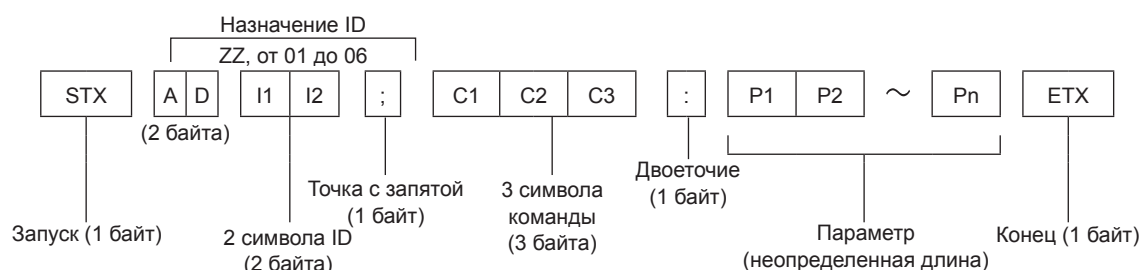 Назначение ID
ZZ, от 01 до 06
STX A D I1 I2 ; C1 C2 C3 : P1 P2 ～ Pn ETX
(2 байта)
Двоеточие
(1 байт)
Точка с запятой
(1 байт)
3 символа
команды
(3 байта)
Запуск (1 байт)
2 символа ID
(2 байта)
Параметр
(неопределенная длина)
Конец (1 байт)